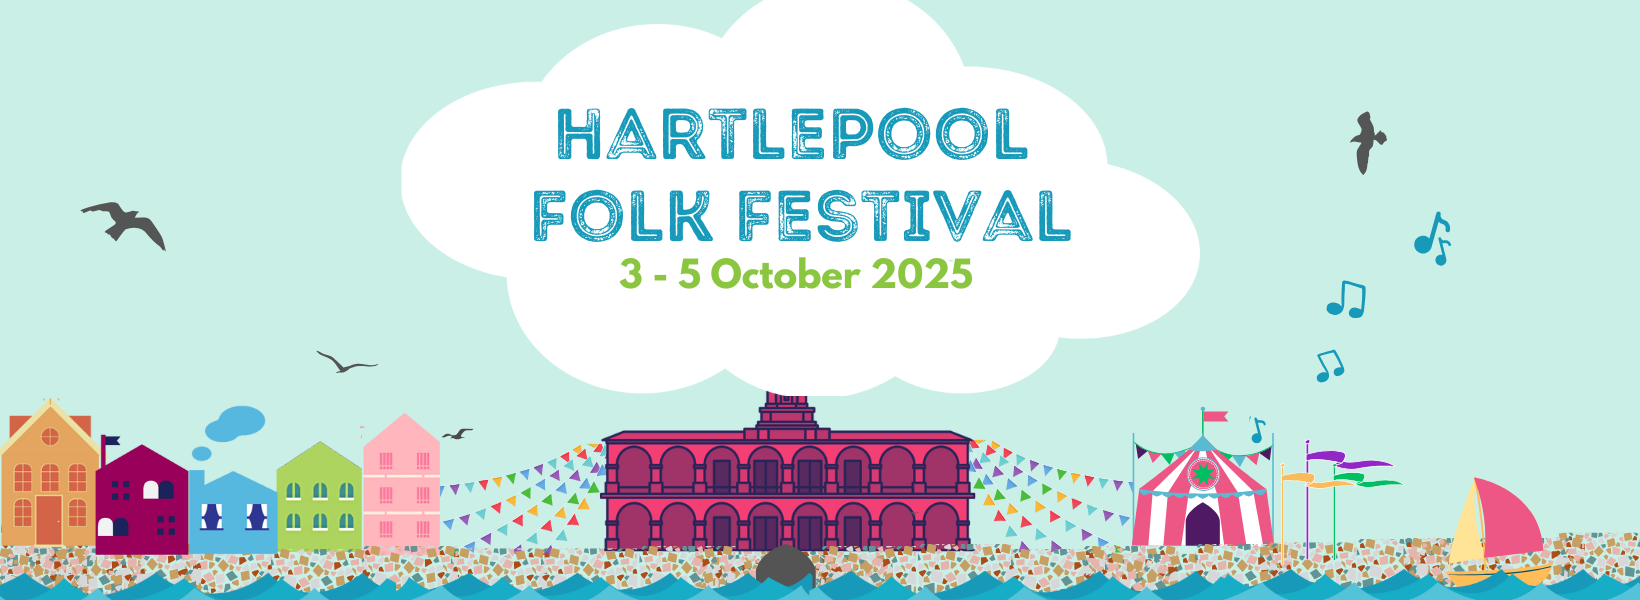 HARTLEPOOL
FOLK FESTIVAL
3 - 5 October 2025